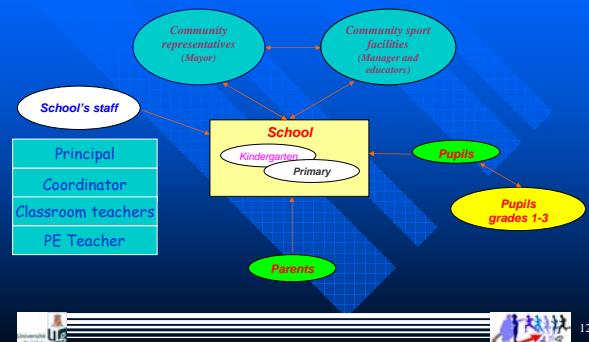 Community
representatives
(Mayor)
Community sport
facilities
(Manager and
educators)
School's staff
School
Kindergarten
Primary
Principal
Coordinator
Classroom teachers
PE Teacher
Pupils
Pupils
grades 1-3
Parents
Université
12